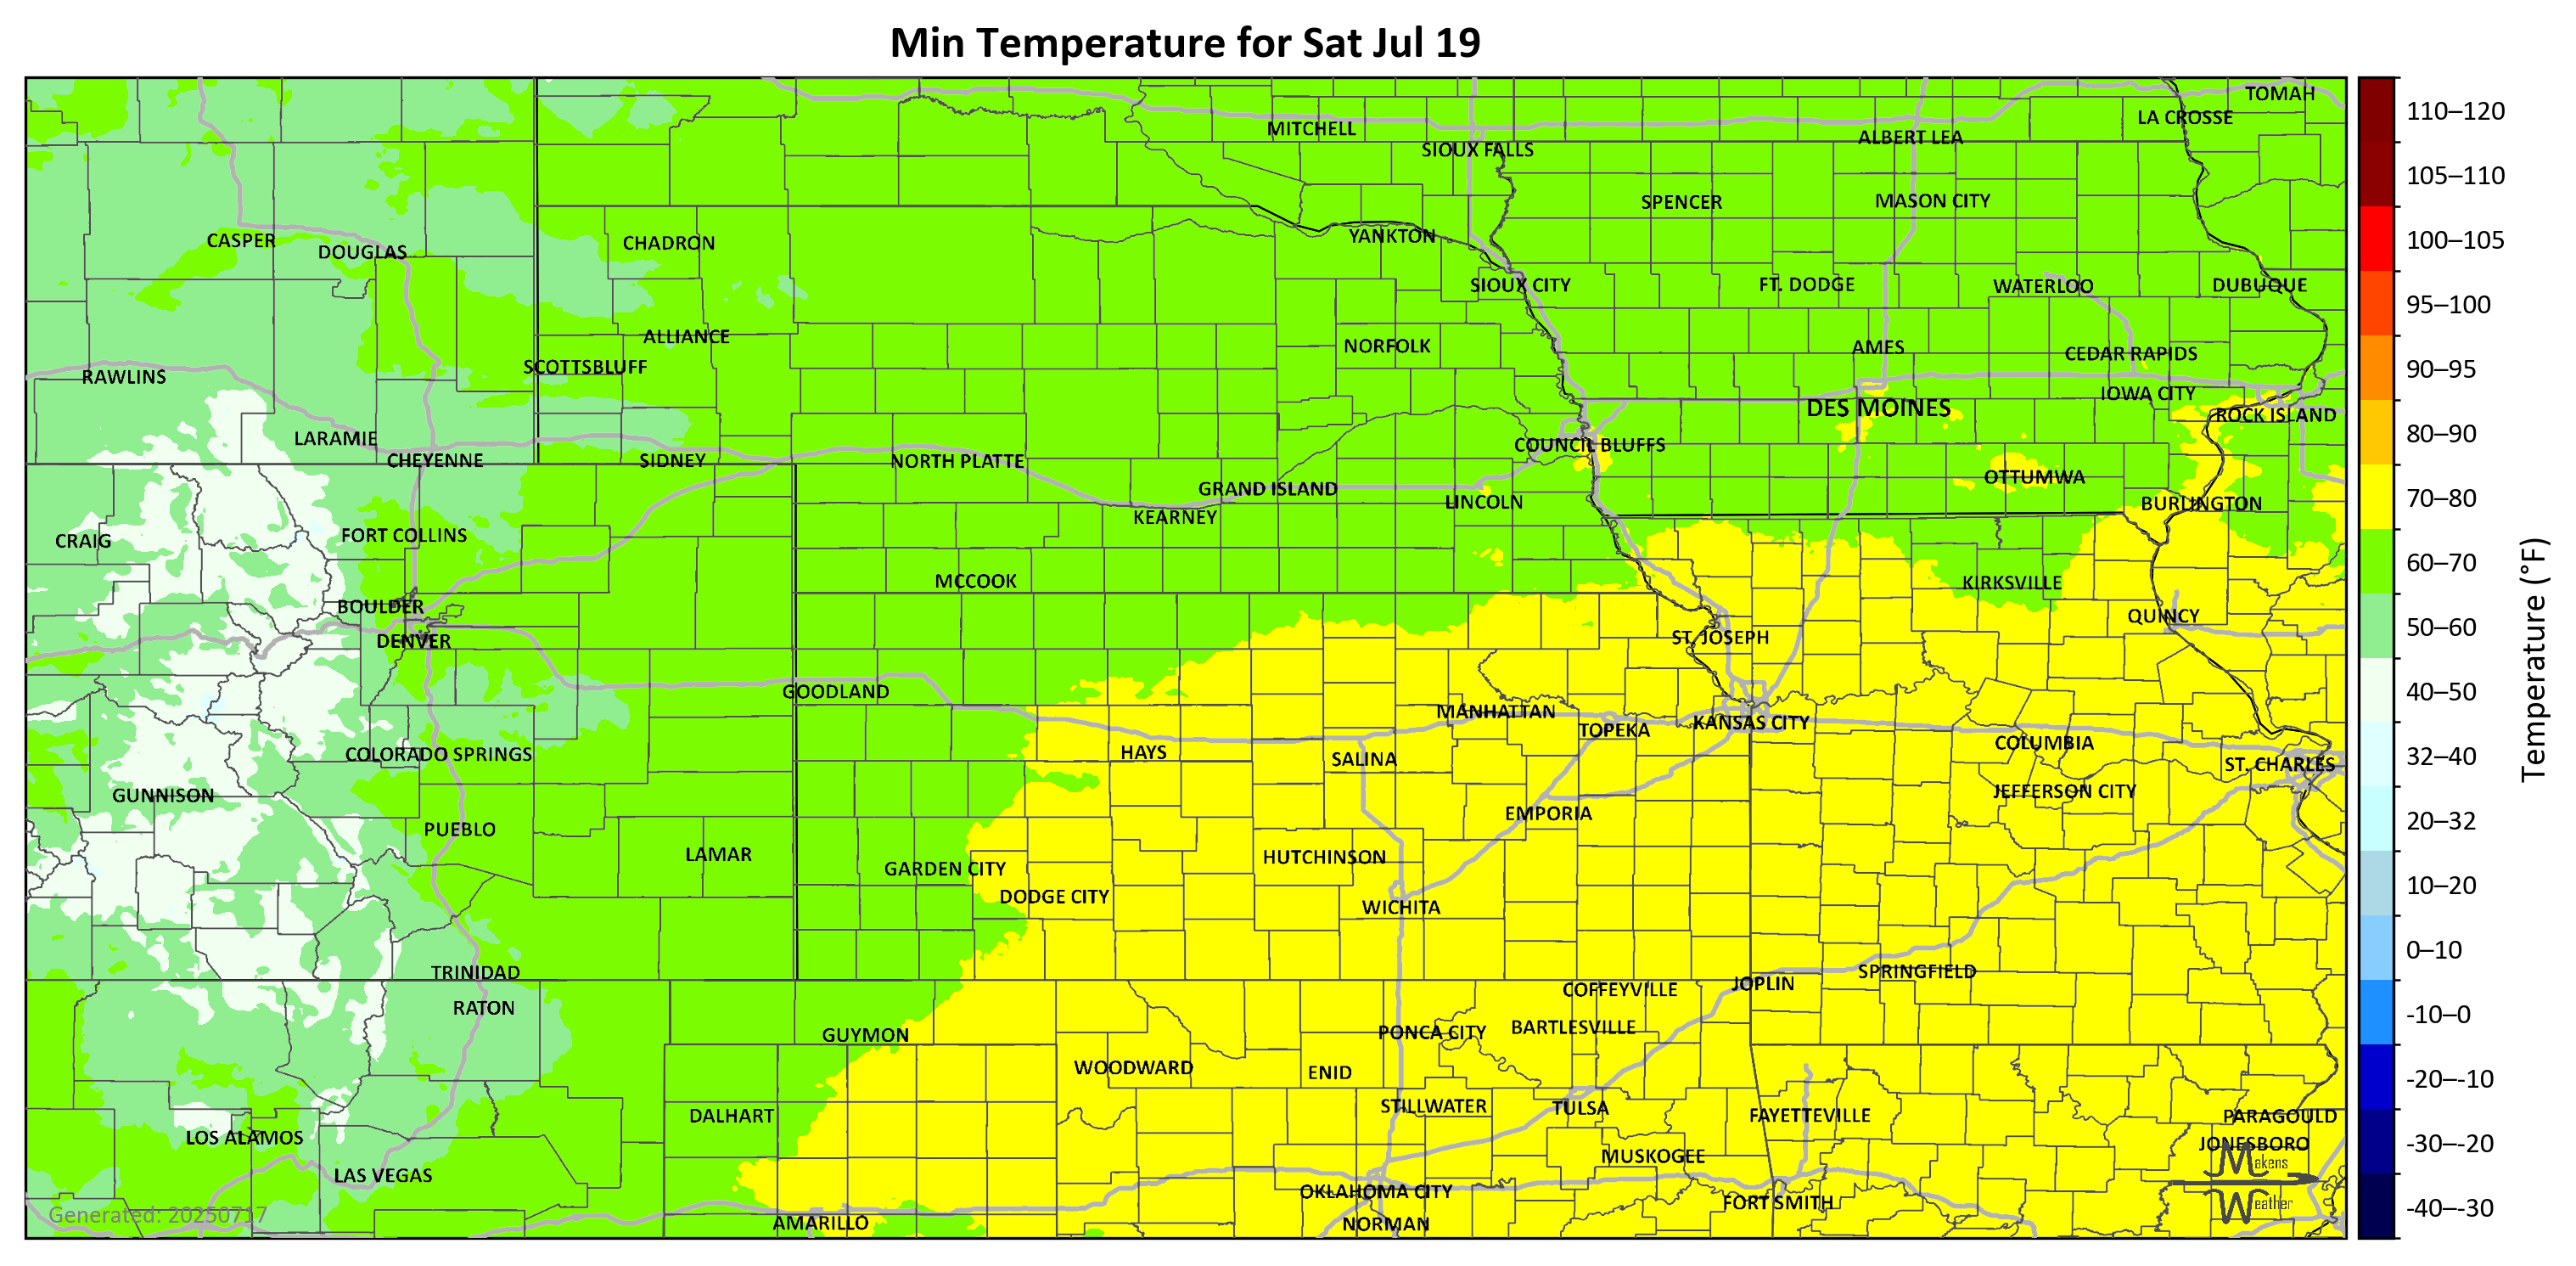 Min Temperature for Sat Jul 19
TOMAH
LA CROSSE
MITCHELL
ALBERT LEA
SIOUX FALLS
SPENCER
MASON CITY
CASPER
DOUGLAS
CHADRON
YANKTON
SIOUX CITY
FT. DODGE
WATERLOO
DUBUQUE
ALLIANCE
NORFOLK
AMES
CEDAR RAPIDS
SCOTTSBLUFF
RAWLINS
IOWA CITY
DES MOINES
ROCK ISLAND
LARAMIE
COUNCIL BLUFFS
CHEYENNE
SIDNEY
NORTH PLATTE
OTTUMWA
GRAND ISLAND
LINCOLN
BURLINGTON
KEARNEY
CRAIG
FORT COLLINS
MCCOOK
KIRKSVILLE
BOULDER
QUINCY
DENVER
ST. JOSEPH
GOODLAND
MANHATTAN
KANSAS CITY
TOPEKA
COLORADO SPRINGS
HAYS
SALINA
COLUMBIA
ST. CHARLES
GUNNISON
JEFFERSON CITY
EMPORIA
PUEBLO
LAMAR
HUTCHINSON
GARDEN CITY
DODGE CITY
WICHITA
TRINIDAD
SPRINGFIELD
JOPLIN
COFFEYVILLE
RATON
GUYMON
PONCA CITY
BARTLESVILLE
WOODWARD
ENID
DALHART
STILLWATER
TULSA
FAYETTEVILLE
PARAGOULD
LOS ALAMOS
JONESBORO
MUSKOGEE
LAS VEGAS
OKLAHOMA CITY
FORT SMITH
AMARILLO
NORMAN
Generated: 20250717
Makens
Weather
110–120
105–110
100–105
95–100
90–95
80–90
70–80
60–70
50–60
40–50
32–40
20–32
10–20
0–10
-10–0
-20–-10
-30–-20
-40–-30
Temperature (°F)